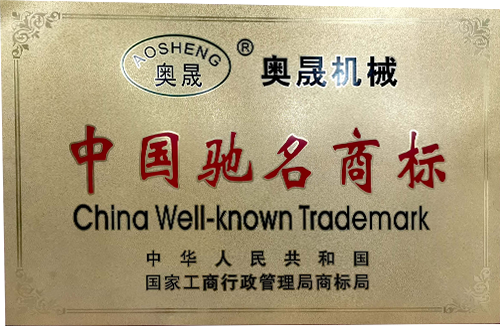 AOSHENG
奥晟
® 奥晟机械
中国驰名商标
China Well-known Trademark
中华人民共和国
国家工商行政管理局商标局